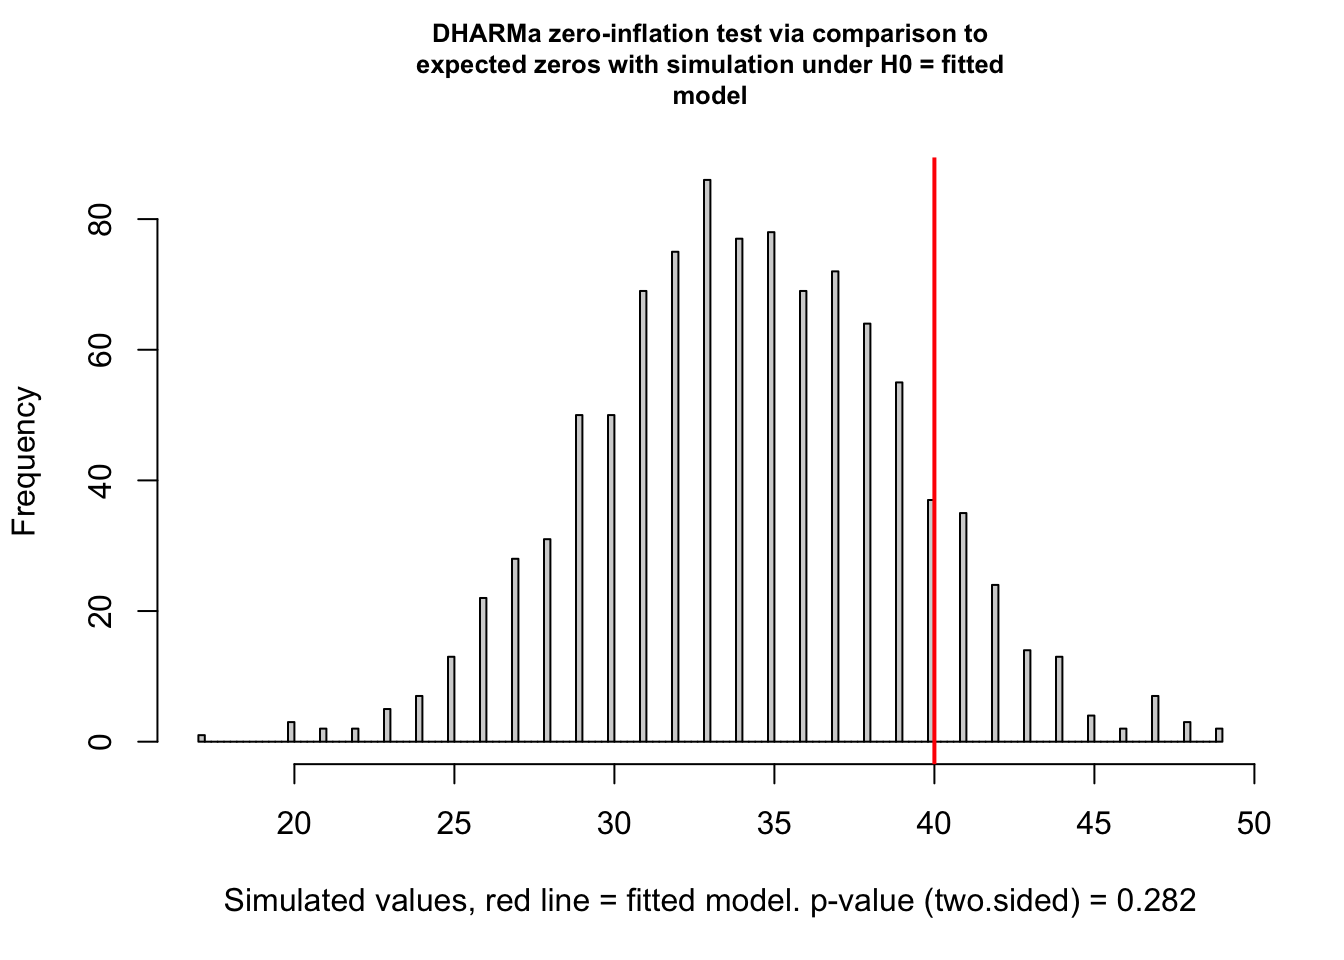 DHARMa zero-inflation test via comparison to
expected zeros with simulation under H0 = fitted
model
Frequency
80
60
40
20
0
20 25 30 35 40 45 50
Simulated values, red line = fitted model. p-value (two.sided) = 0.282